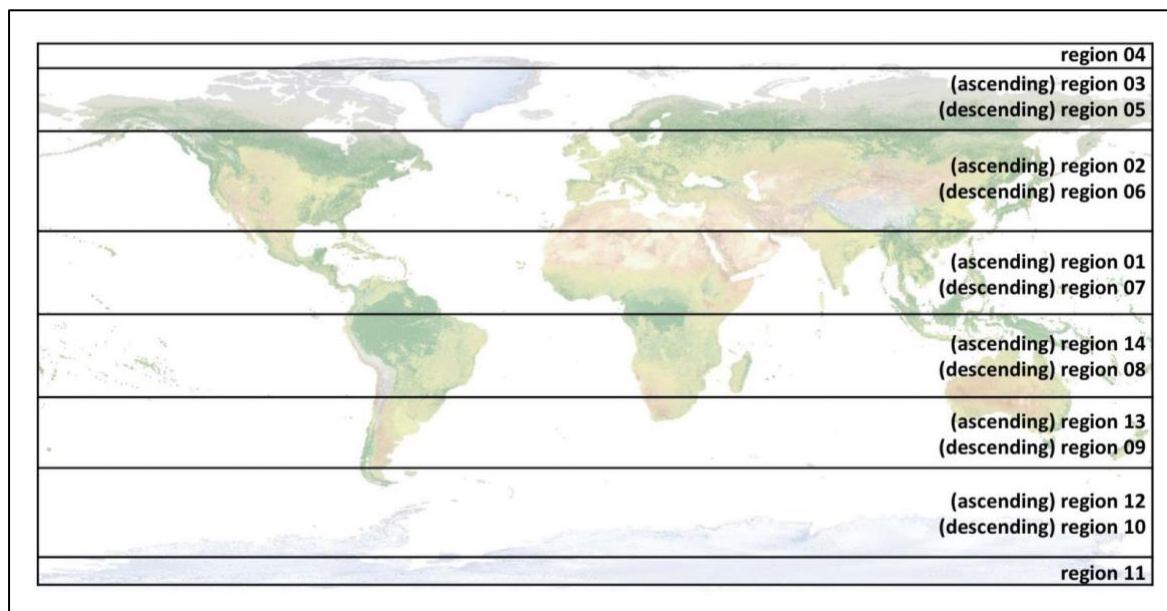 region 04
(ascending) region 03
(descending) region 05
(ascending) region 02
(descending) region 06
(ascending) region 01
(descending) region 07
(ascending) region 14
(descending) region 08
(ascending) region 13
(descending) region 09
(ascending) region 12
(descending) region 10
region 11